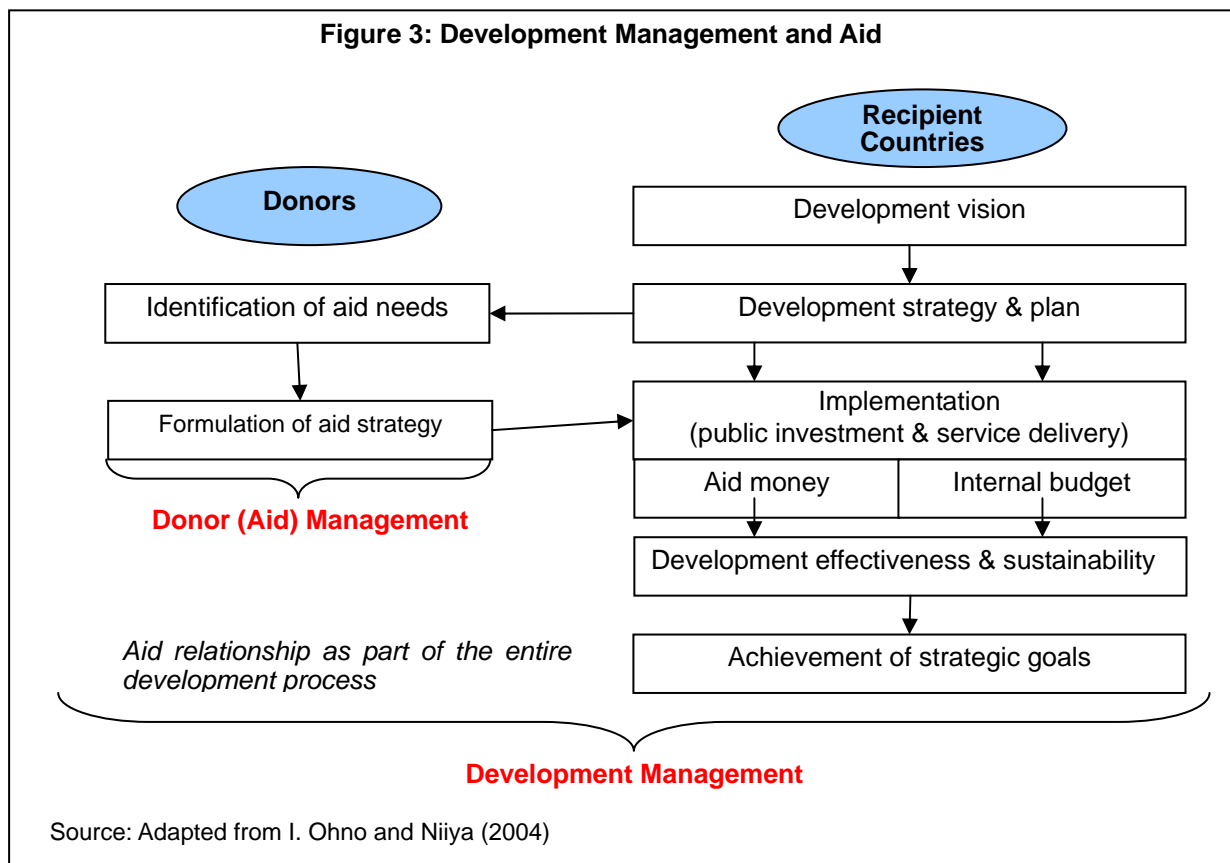 Figure 3: Development Management and Aid
Donors
Recipient
Countries
Development vision
Identification of aid needs
Development strategy & plan
Formulation of aid strategy
Implementation
(public investment & service delivery)
Aid money
Internal budget
Donor (Aid) Management
Development effectiveness & sustainability
Aid relationship as part of the entire
development process
Achievement of strategic goals
Development Management
Source: Adapted from I. Ohno and Niiya (2004)